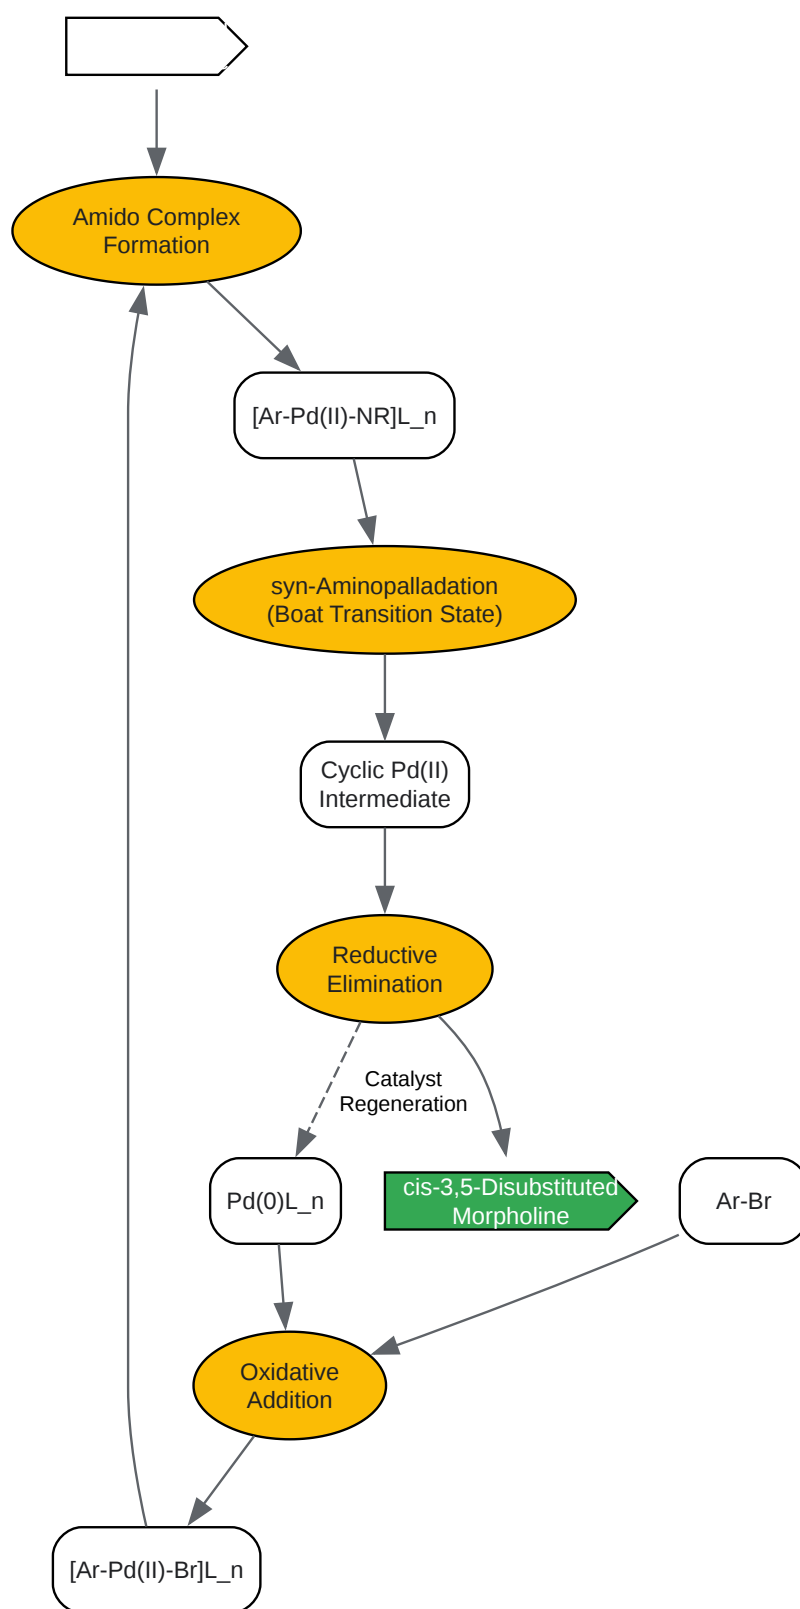 Amido Complex
Formation
[Ar-Pd(II)-NR]L_n
syn-Aminopalladation
(Boat Transition State)
Cyclic Pd(II)
Intermediate
Reductive
Elimination
Catalyst
Regeneration
Pd(0)L_n
cis-3,5-Disubstituted
Morpholine
Ar-Br
Oxidative
Addition
[Ar-Pd(II)-Br]L_n